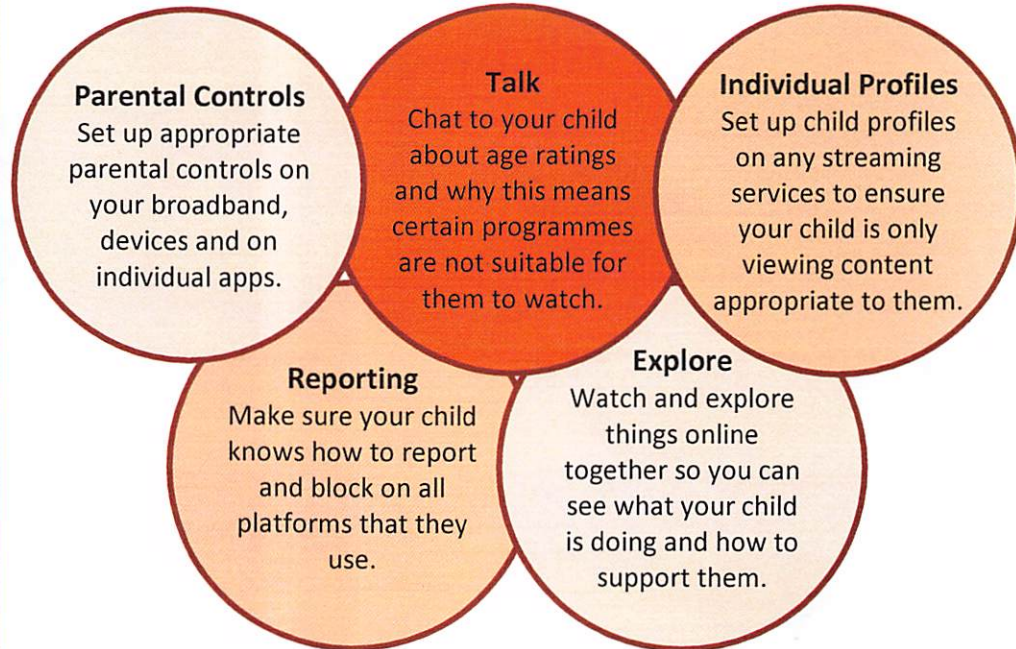 Parental Controls
Set up appropriate
parental controls on
your broadband,
devices and on
individual apps.
Talk
Chat to your child
about age ratings
and why this means
certain programmes
are not suitable for
them to watch.
Individual Profiles
Set up child profiles
on any streaming
services to ensure
your child is only
viewing content
appropriate to them.
Reporting
Make sure your child
knows how to report
and block on all
platforms that they
use.
Explore
Watch and explore
things online
together so you can
see what your child
is doing and how to
support them.